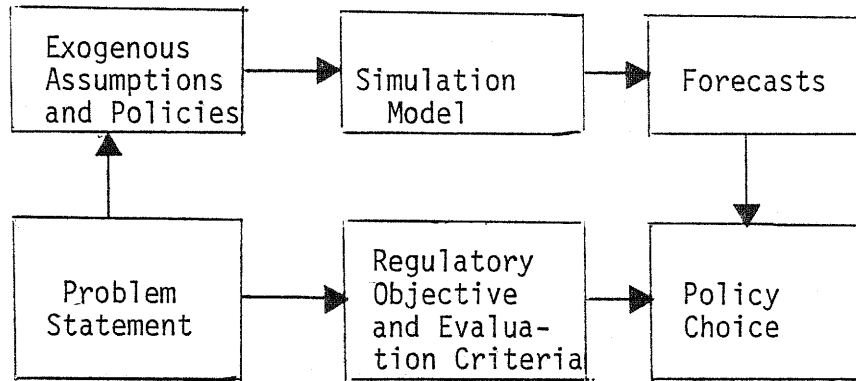 Exogenous
Assumptions
and Policies
Simulation
Model
Forecasts
Problem
Statement
Regulatory
Objective
and Evalua-
tion Criteria
Policy
Choice